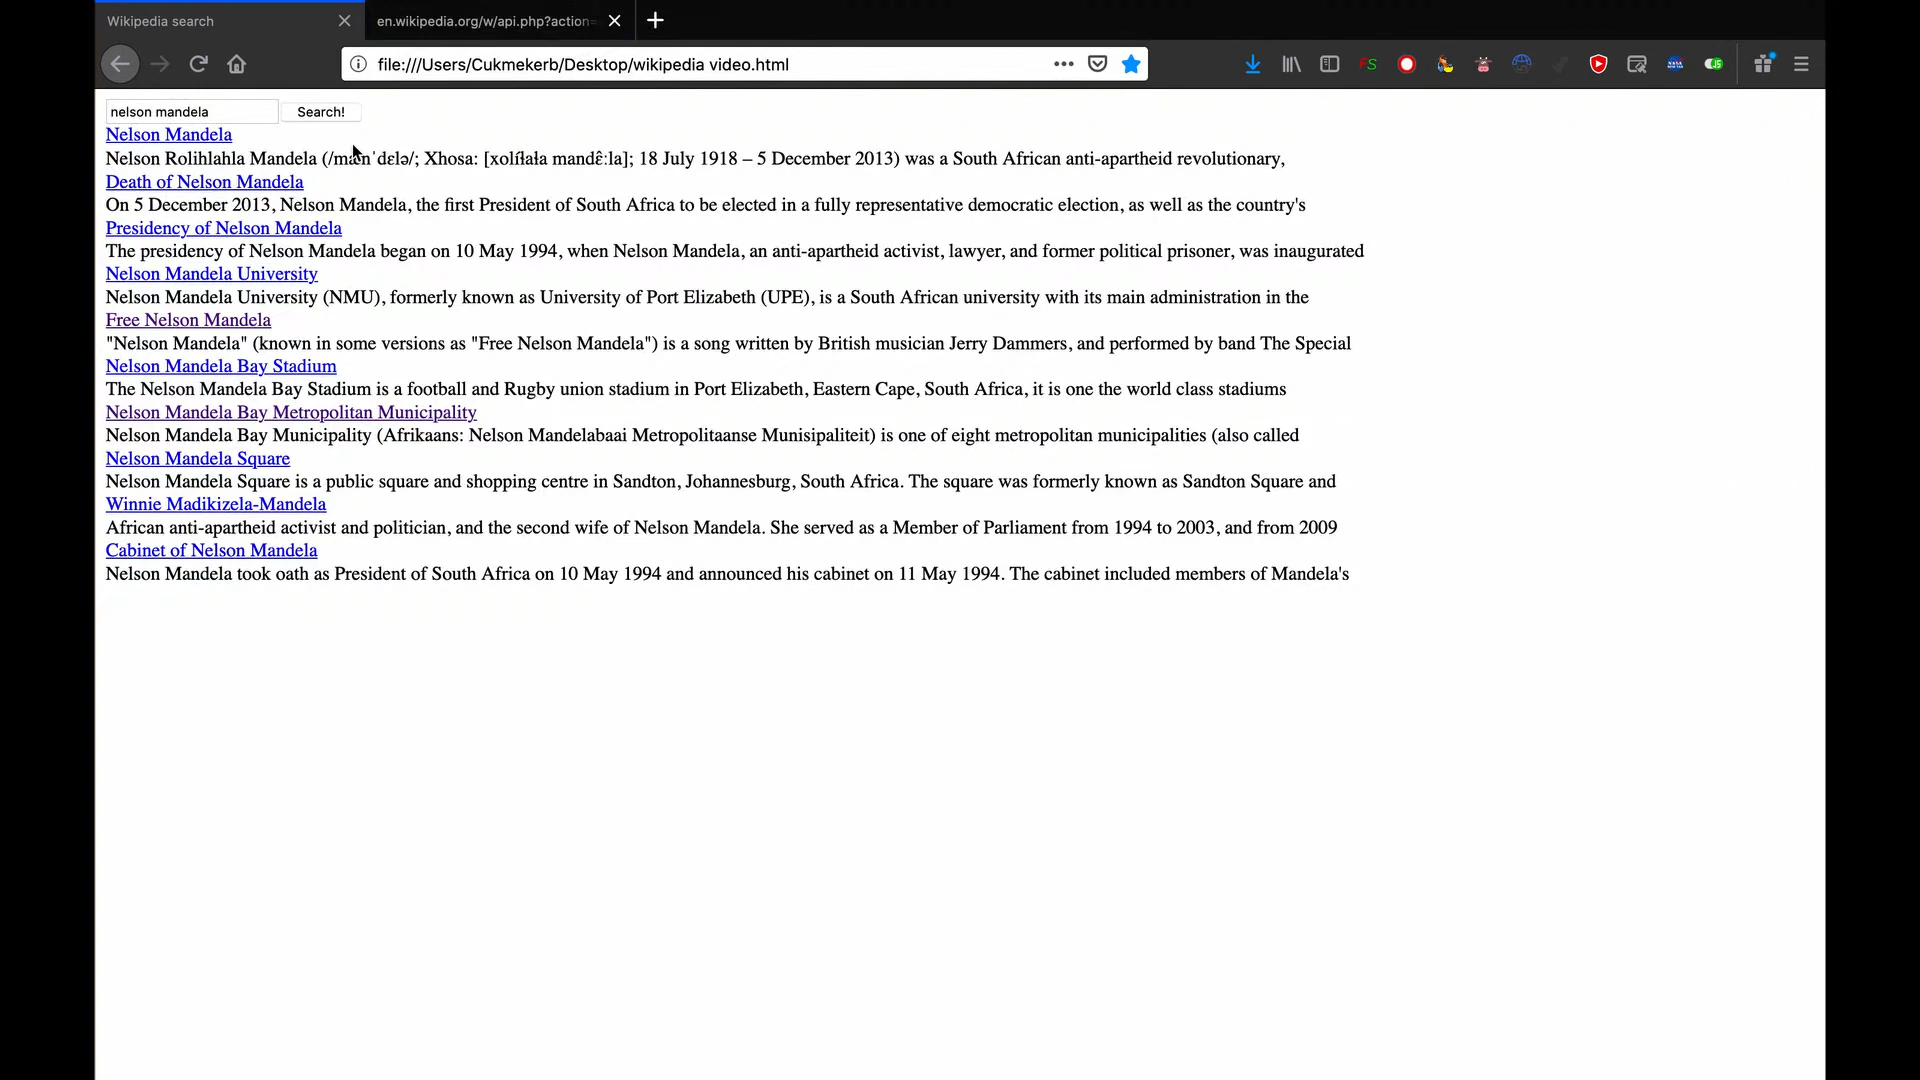 Wikipedia search
en.wikipedia.org/w/api.php?action=
file:///Users/Cukmekerb/Desktop/wikipedia video.html
nelson mandela Search!
Nelson Mandela
Nelson Rolihlahla Mandela Xhosa: mandɛ̂ːla]; 18 July 1918 – 5 December 2013) was a South African anti-apartheid revolutionary,
Death of Nelson Mandela
On 5 December 2013, Nelson Mandela, the first President of South Africa to be elected in a fully representative democratic election, as well as the country's
Presidency of Nelson Mandela
The presidency of Nelson Mandela began on 10 May 1994, when Nelson Mandela, an anti-apartheid activist, lawyer, and former political prisoner, was inaugurated
Nelson Mandela University
Nelson Mandela University (NMU), formerly known as University of Port Elizabeth (UPE), is a South African university with its main administration in the
Free Nelson Mandela
"Nelson Mandela" (known in some versions as "Free Nelson Mandela") is a song written by British musician Jerry Dammers, and performed by band The Special
Nelson Mandela Bay Stadium
The Nelson Mandela Bay Stadium is a football and Rugby union stadium in Port Elizabeth, Eastern Cape, South Africa, it is one the world class stadiums
Nelson Mandela Bay Metropolitan Municipality
Nelson Mandela Bay Municipality (Afrikaans: Nelson Mandelabaai Metropolitaanse Munisipaliteit) is one of eight metropolitan municipalities (also called
Nelson Mandela Square
Nelson Mandela Square is a public square and shopping centre in Sandton, Johannesburg, South Africa. The square was formerly known as Sandton Square and
Winnie Madikizela-Mandela
African anti-apartheid activist and politician, and the second wife of Nelson Mandela. She served as a Member of Parliament from 1994 to 2003, and from 2009
Cabinet of Nelson Mandela
Nelson Mandela took oath as President of South Africa on 10 May 1994 and announced his cabinet on 11 May 1994. The cabinet included members of Mandela's